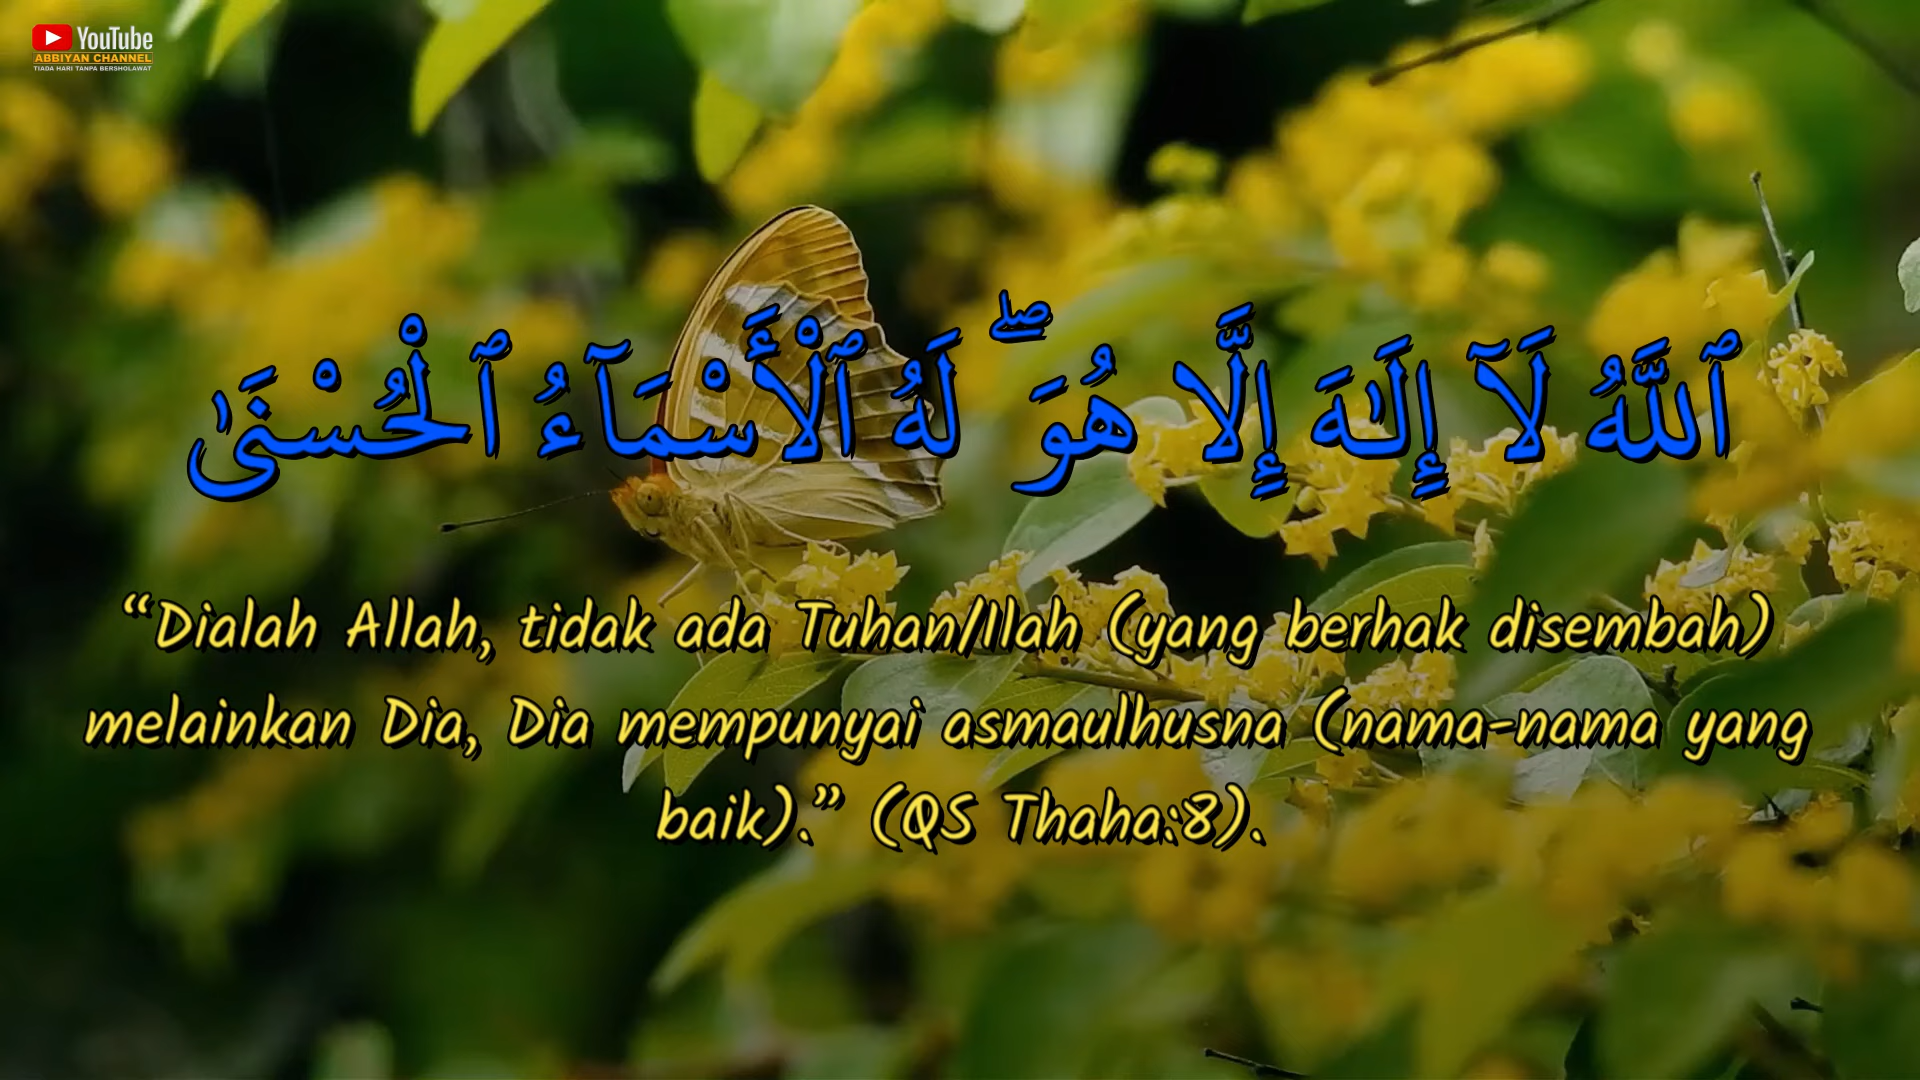 YouTube
ABBIYAN CHANNEL
TIADA HARI TANPA BERSHOLAWAT
ٱللَّهُ لَآ إِلَـٰهَ إِلَّا هُوَ ۖ لَهُ ٱلْأَسْمَآءُ ٱلْحُسْنَىٰ
“Dialah Allah, tidak ada Tuhan/Ilah (yang berhak disembah)
melainkan Dia, Dia mempunyai asmaulhusna (nama-nama yang
baik).” (QS Thaha:8).